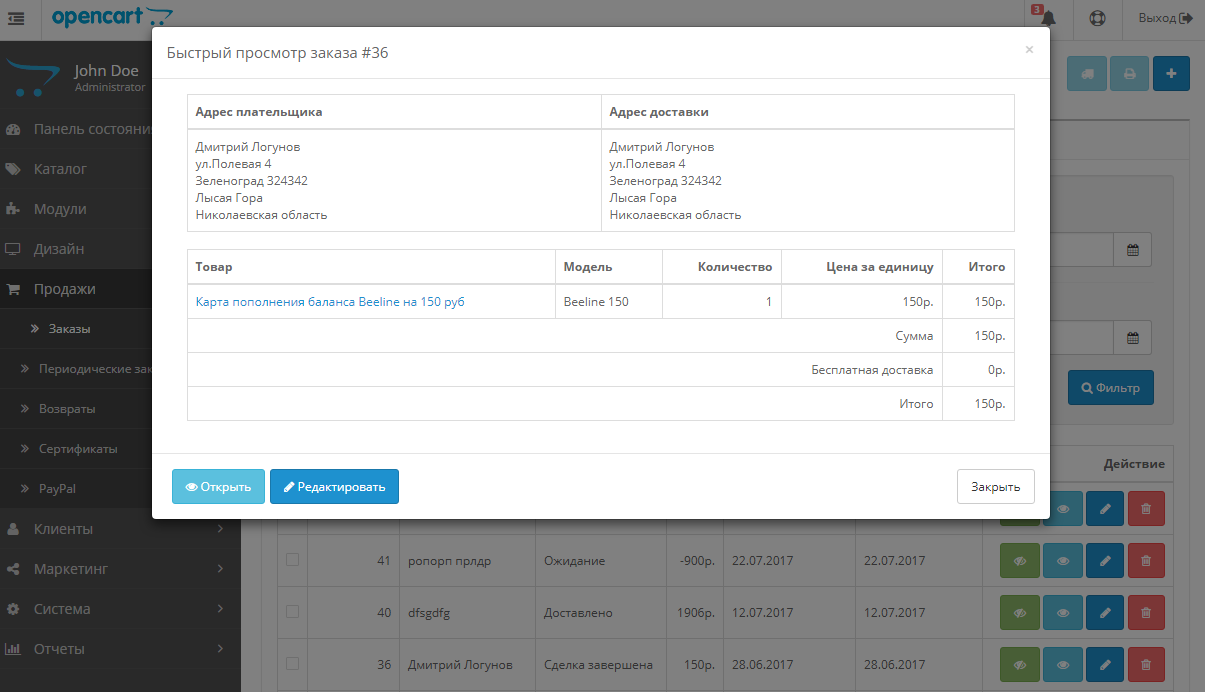 opencart
3
Выход
John Doe
Administrator
Панель состояния
Каталог
Модули
Дизайн
Продажи
Заказы
Периодические зак
Возвраты
Сертификаты
PayPal
Клиенты
Маркетинг
Система
Отчеты
Быстрый просмотр заказа #36
×
Адрес плательщика Адрес доставки
Дмитрий Логунов Дмитрий Логунов
ул.Полевая 4 ул.Полевая 4
Зеленоград 324342 Зеленоград 324342
Лысая Гора Лысая Гора
Николаевская область Николаевская область
Товар Модель Количество Цена за единицу Итого
Карта пополнения баланса Beeline на 150 руб Beeline 150 1 150р. 150р.
Сумма 150р.
Бесплатная доставка 0р.
Итого 150р.
Открыть Редактировать Закрыть
Фильтр
Действие
41 ропорп прлдр Ожидание -900р. 22.07.2017 22.07.2017
40 dfsgdfg Доставлено 1906р. 12.07.2017 12.07.2017
36 Дмитрий Логунов Сделка завершена 150р. 28.06.2017 28.06.2017